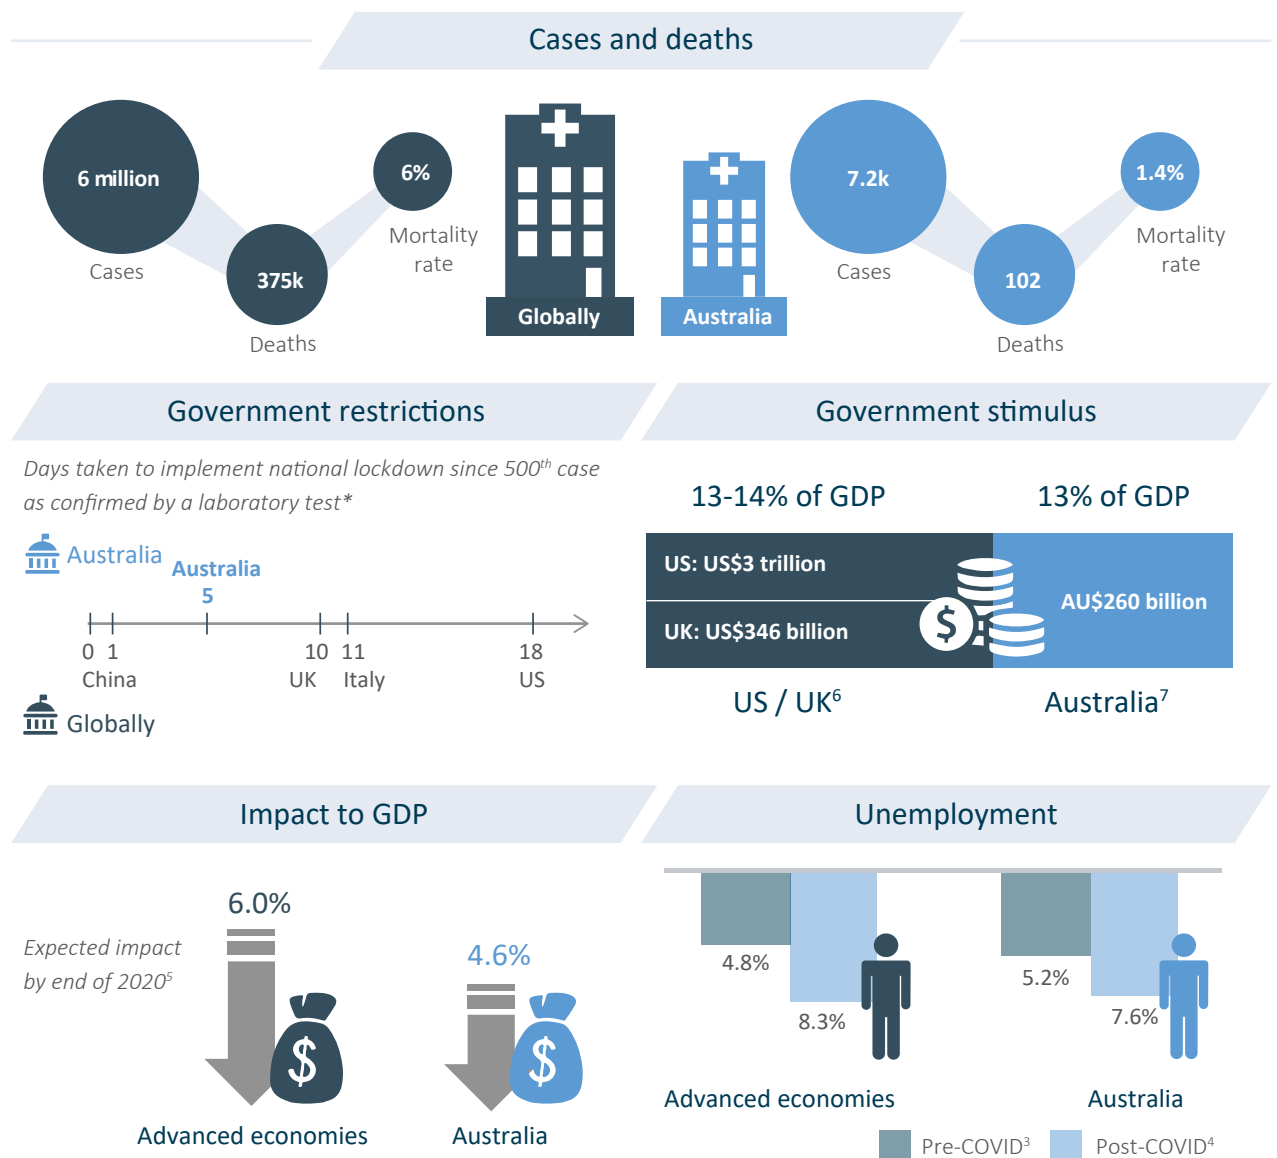 Cases and deaths
6 million
Cases
375k
Deaths
6%
Mortality
rate
Globally
Australia
7.2k
Cases
102
Deaths
1.4%
Mortality
rate
Government restrictions
Days taken to implement national lockdown since 500th case
as confirmed by a laboratory test*
Australia
Australia
5
0 1 10 11 18
China UK Italy US
Globally
Government stimulus
13-14% of GDP
13% of GDP
US: US$3 trillion
UK: US$346 billion
$
AU$260 billion
US / UK6
Australia7
Impact to GDP
Expected impact
by end of 20205
6.0%
$
Advanced economies
4.6%
$
Australia
Unemployment
4.8%
8.3%
Advanced economies
5.2%
7.6%
Australia
Pre-COVID3
Post-COVID4